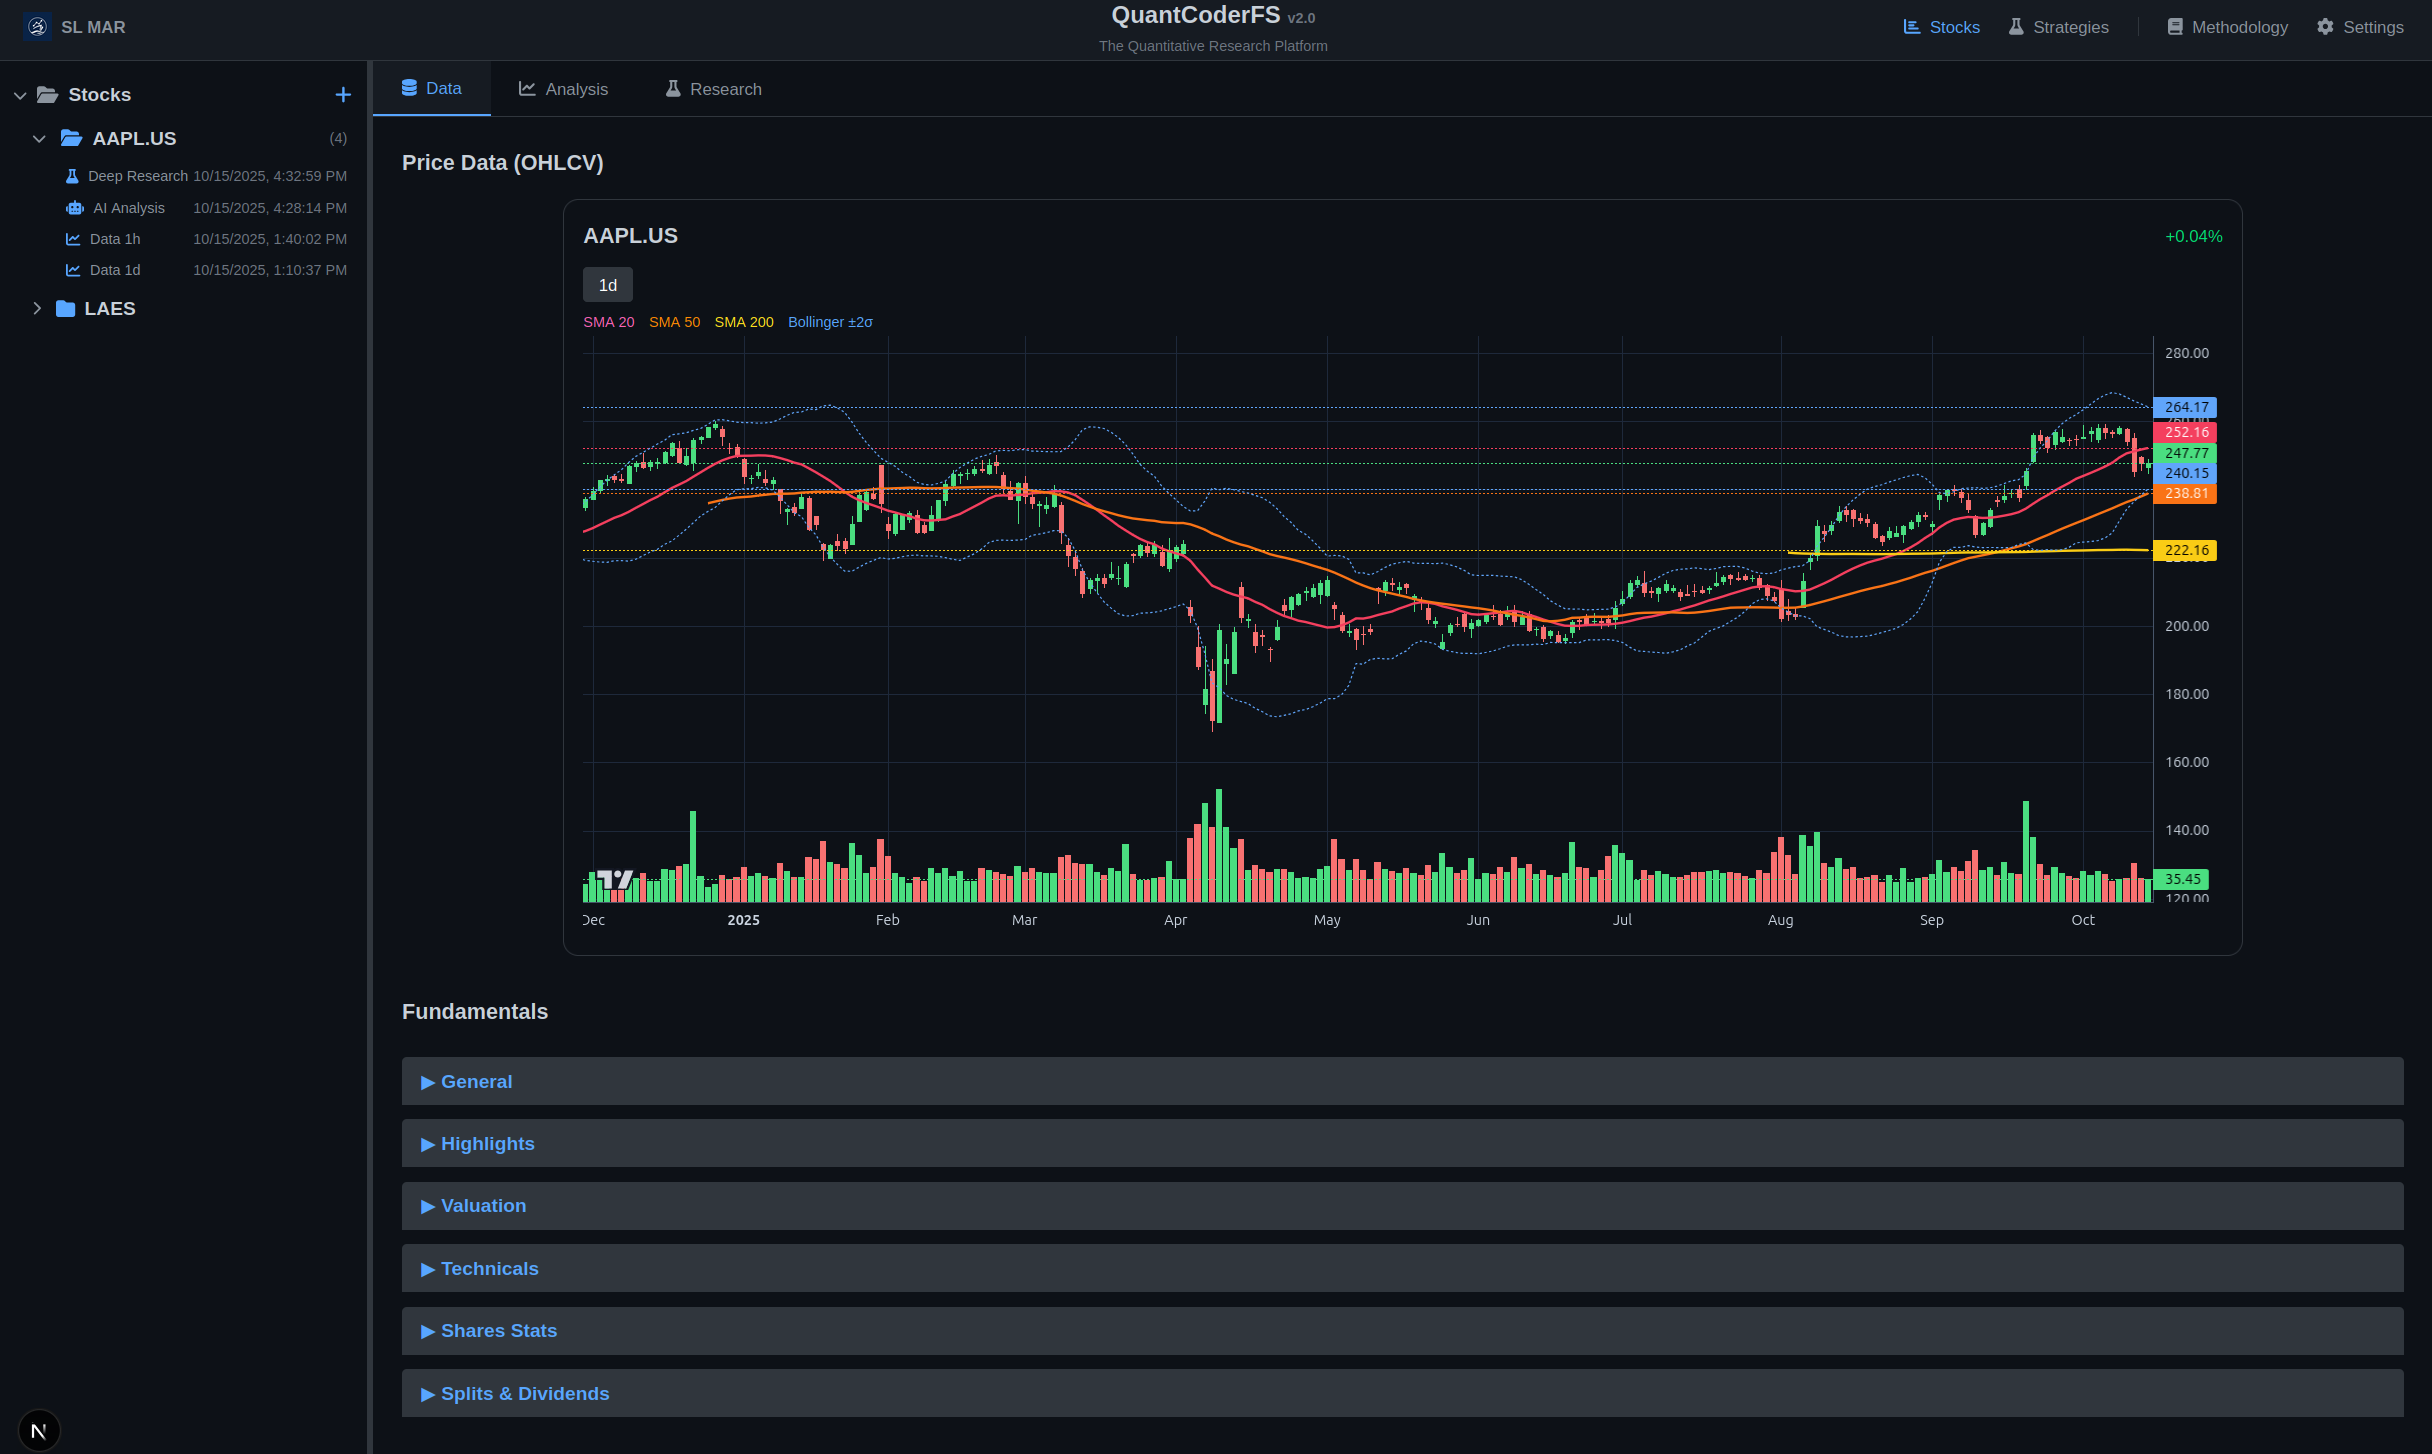 SL MAR
QuantCoderFS v2.0
The Quantitative Research Platform
Stocks
Strategies
Methodology
Settings
Stocks
AAPL.US (4)
Deep Research 10/15/2025, 4:32:59 PM
AI Analysis 10/15/2025, 4:28:14 PM
Data 1h 10/15/2025, 1:40:02 PM
Data 1d 10/15/2025, 1:10:37 PM
LAES
Data
Analysis
Research
Price Data (OHLCV)
AAPL.US
+0.04%
1d
SMA 20 SMA 50 SMA 200 Bollinger ±2σ
280.00
264.17
252.16
247.77
240.15
238.81
222.16
200.00
180.00
160.00
140.00
35.45
120.00
Dec 2025 Feb Mar Apr May Jun Jul Aug Sep Oct
Fundamentals
▶ General
▶ Highlights
▶ Valuation
▶ Technicals
▶ Shares Stats
▶ Splits & Dividends
N